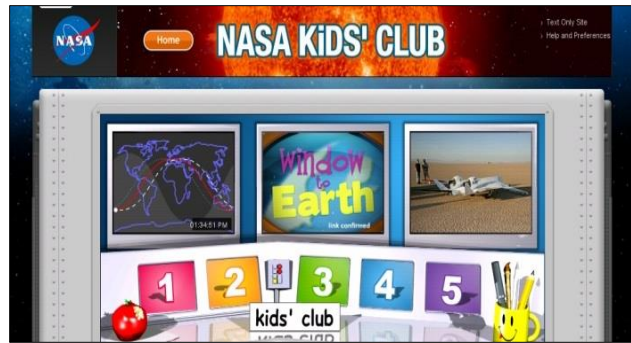 NASA
Home
NASA KiDS' CLUB
› Text Only Site
› Help and Preferences
01:34:51 PM
Window
to
Earth
link confirmed
1 2 3 4 5
kids' club